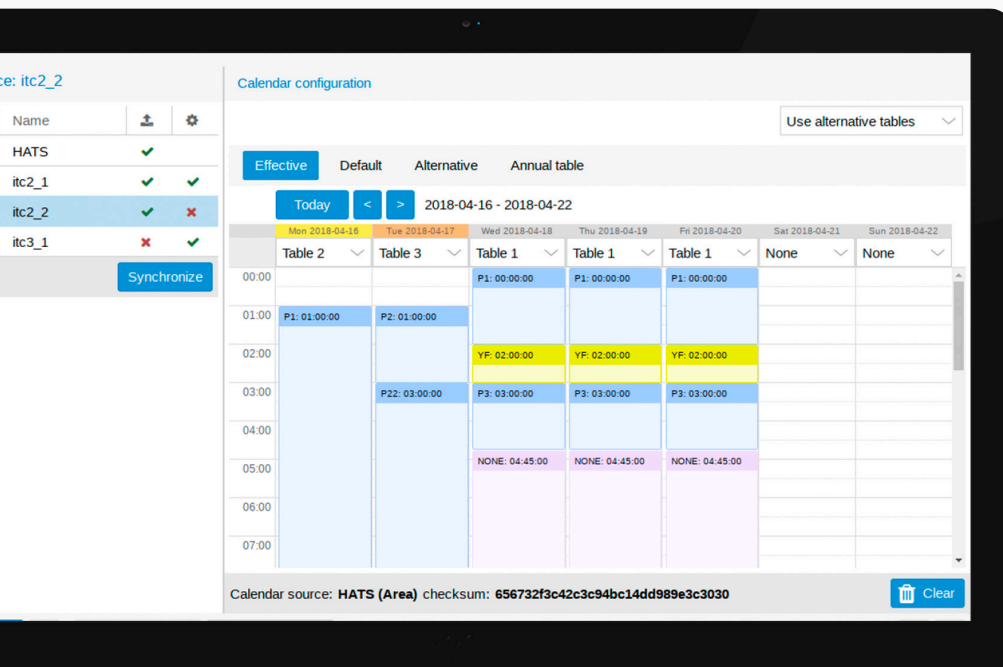 ce: itc2_2
Calendar configuration
Name
HATS
itc2_1
itc2_2
itc3_1
Synchronize
Use alternative tables
Effective Default Alternative Annual table
Today < > 2018-04-16 - 2018-04-22
Mon 2018-04-16 Tue 2018-04-17 Wed 2018-04-18 Thu 2018-04-19 Fri 2018-04-20 Sat 2018-04-21 Sun 2018-04-22
Table 2 Table 3 Table 1 Table 1 Table 1 None None
00:00 P1: 00:00:00 P1: 00:00:00 P1: 00:00:00
01:00 P1: 01:00:00 P2: 01:00:00
02:00 YF: 02:00:00 YF: 02:00:00 YF: 02:00:00
03:00 P22: 03:00:00 P3: 03:00:00 P3: 03:00:00 P3: 03:00:00
04:00
NONE: 04:45:00 NONE: 04:45:00 NONE: 04:45:00
05:00
06:00
07:00
Calendar source: HATS (Area) checksum: 656732f3c42c3c94bc14dd989e3c3030
Clear